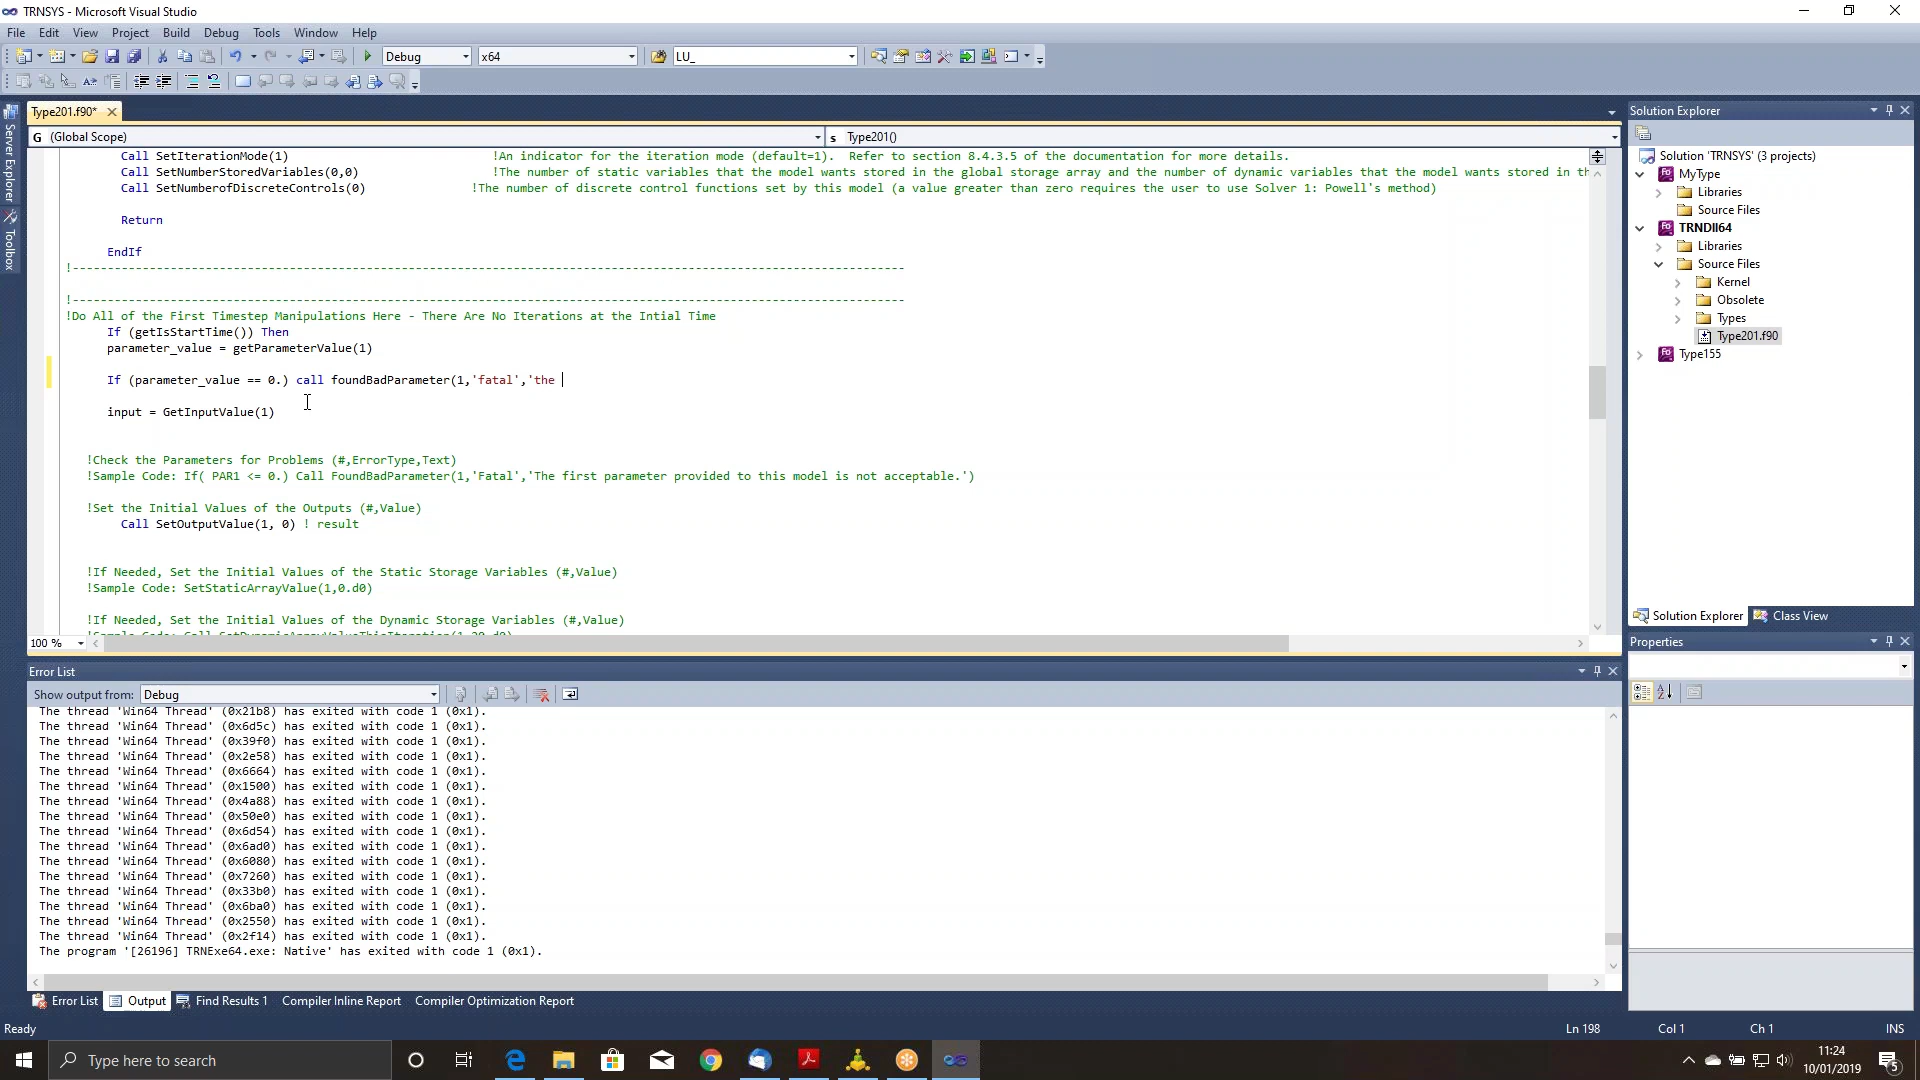 TRNSYS - Microsoft Visual Studio
File Edit View Project Build Debug Tools Window Help
Debug x64 LU_
Type201.f90*
(Global Scope) Type201()
Call SetIterationMode(1) !An indicator for the iteration mode (default=1).  Refer to section 8.4.3.5 of the documentation for more details.
Call SetNumberStoredVariables(0,0) !The number of static variables that the model wants stored in the global storage array and the number of dynamic variables that the model wants stored in th
Call SetNumberofDiscreteControls(0) !The number of discrete control functions set by this model (a value greater than zero requires the user to use Solver 1: Powell's method)
Return
EndIf
!-----------------------------------------------------------------------------------------------------------------------
!-----------------------------------------------------------------------------------------------------------------------
!Do All of the First Timestep Manipulations Here - There Are No Iterations at the Intial Time
If (getIsStartTime()) Then
parameter_value = getParameterValue(1)
If (parameter_value == 0.) call foundBadParameter(1,'fatal','the
input = GetInputValue(1)
!Check the Parameters for Problems (#,ErrorType,Text)
!Sample Code: If( PAR1 <= 0.) Call FoundBadParameter(1,'Fatal','The first parameter provided to this model is not acceptable.')
!Set the Initial Values of the Outputs (#,Value)
Call SetOutputValue(1, 0) ! result
!If Needed, Set the Initial Values of the Static Storage Variables (#,Value)
!Sample Code: SetStaticArrayValue(1,0.d0)
!If Needed, Set the Initial Values of the Dynamic Storage Variables (#,Value)
100 %
Server Explorer
Toolbox
Solution Explorer
Solution 'TRNSYS' (3 projects)
MyType
Libraries
Source Files
TRNDll64
Libraries
Source Files
Kernel
Obsolete
Types
Type201.f90
Type155
Solution Explorer Class View
Properties
Error List
Show output from: Debug
The thread 'Win64 Thread' (0x21b8) has exited with code 1 (0x1).
The thread 'Win64 Thread' (0x6d5c) has exited with code 1 (0x1).
The thread 'Win64 Thread' (0x39f0) has exited with code 1 (0x1).
The thread 'Win64 Thread' (0x2e58) has exited with code 1 (0x1).
The thread 'Win64 Thread' (0x6664) has exited with code 1 (0x1).
The thread 'Win64 Thread' (0x1500) has exited with code 1 (0x1).
The thread 'Win64 Thread' (0x4a88) has exited with code 1 (0x1).
The thread 'Win64 Thread' (0x50e0) has exited with code 1 (0x1).
The thread 'Win64 Thread' (0x6d54) has exited with code 1 (0x1).
The thread 'Win64 Thread' (0x6ad0) has exited with code 1 (0x1).
The thread 'Win64 Thread' (0x6080) has exited with code 1 (0x1).
The thread 'Win64 Thread' (0x7260) has exited with code 1 (0x1).
The thread 'Win64 Thread' (0x33b0) has exited with code 1 (0x1).
The thread 'Win64 Thread' (0x6ba0) has exited with code 1 (0x1).
The thread 'Win64 Thread' (0x2550) has exited with code 1 (0x1).
The thread 'Win64 Thread' (0x2f14) has exited with code 1 (0x1).
The program '[26196] TRNExe64.exe: Native' has exited with code 1 (0x1).
Error List Output Find Results 1 Compiler Inline Report Compiler Optimization Report
Ready Ln 198 Col 1 Ch 1 INS
Type here to search
11:24
10/01/2019
5